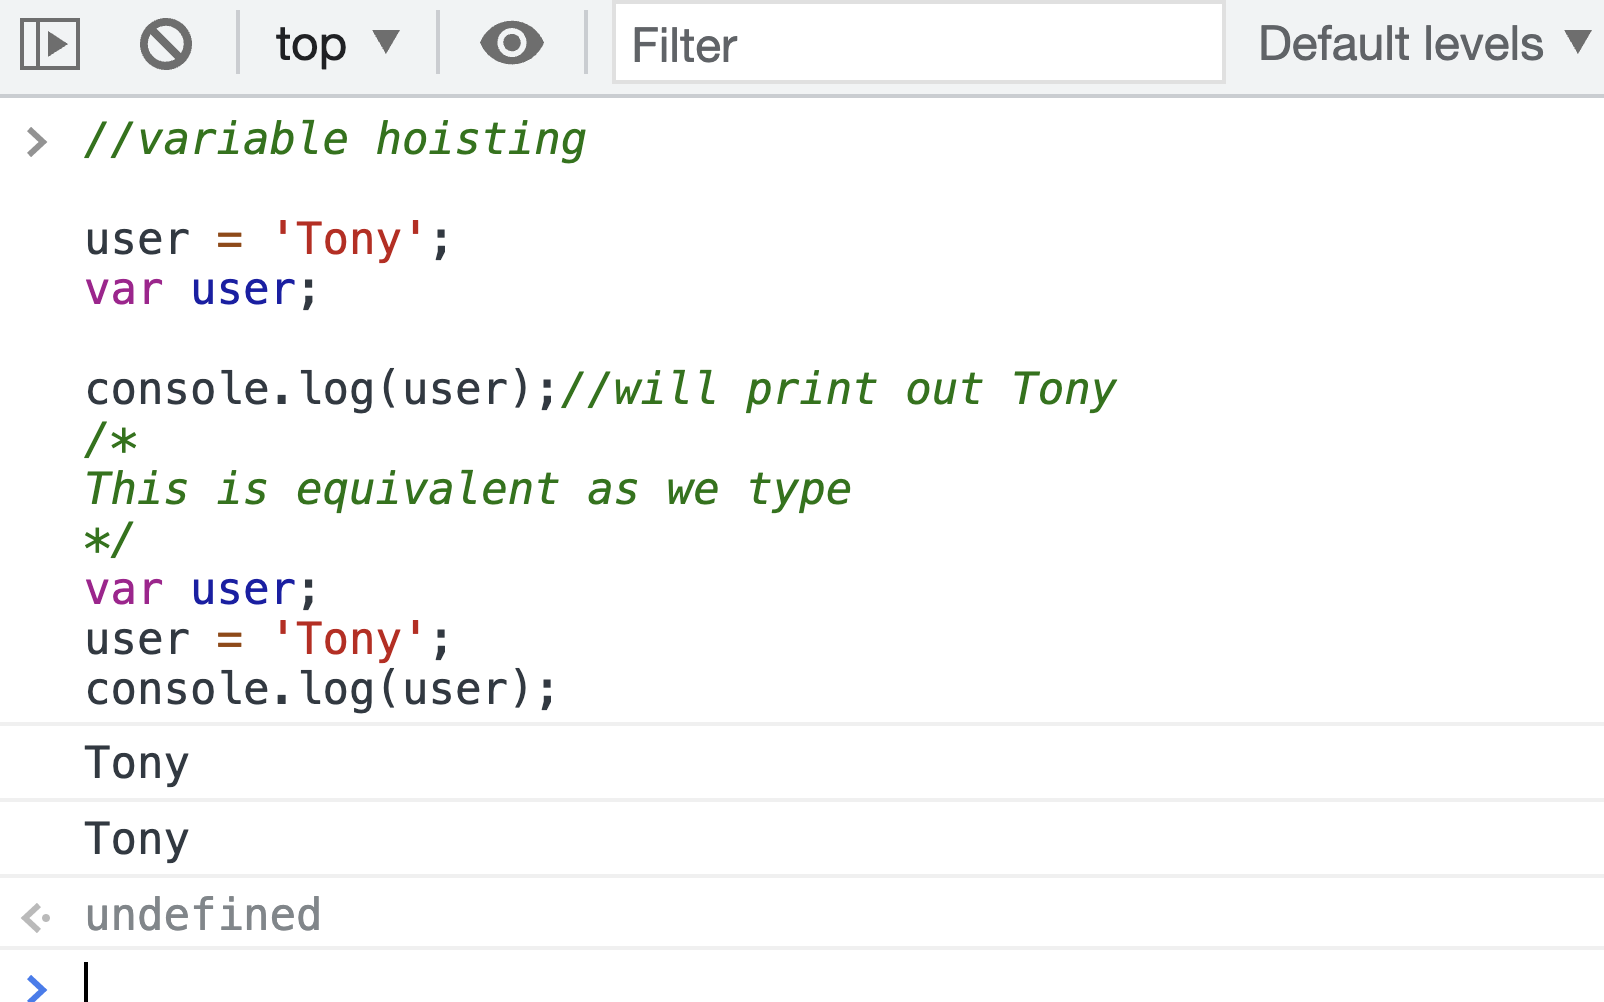 top ▼ Filter Default levels ▼
> //variable hoisting
user = 'Tony';
var user;
console.log(user);//will print out Tony
/*
This is equivalent as we type
*/
var user;
user = 'Tony';
console.log(user);
Tony
Tony
undefined
>